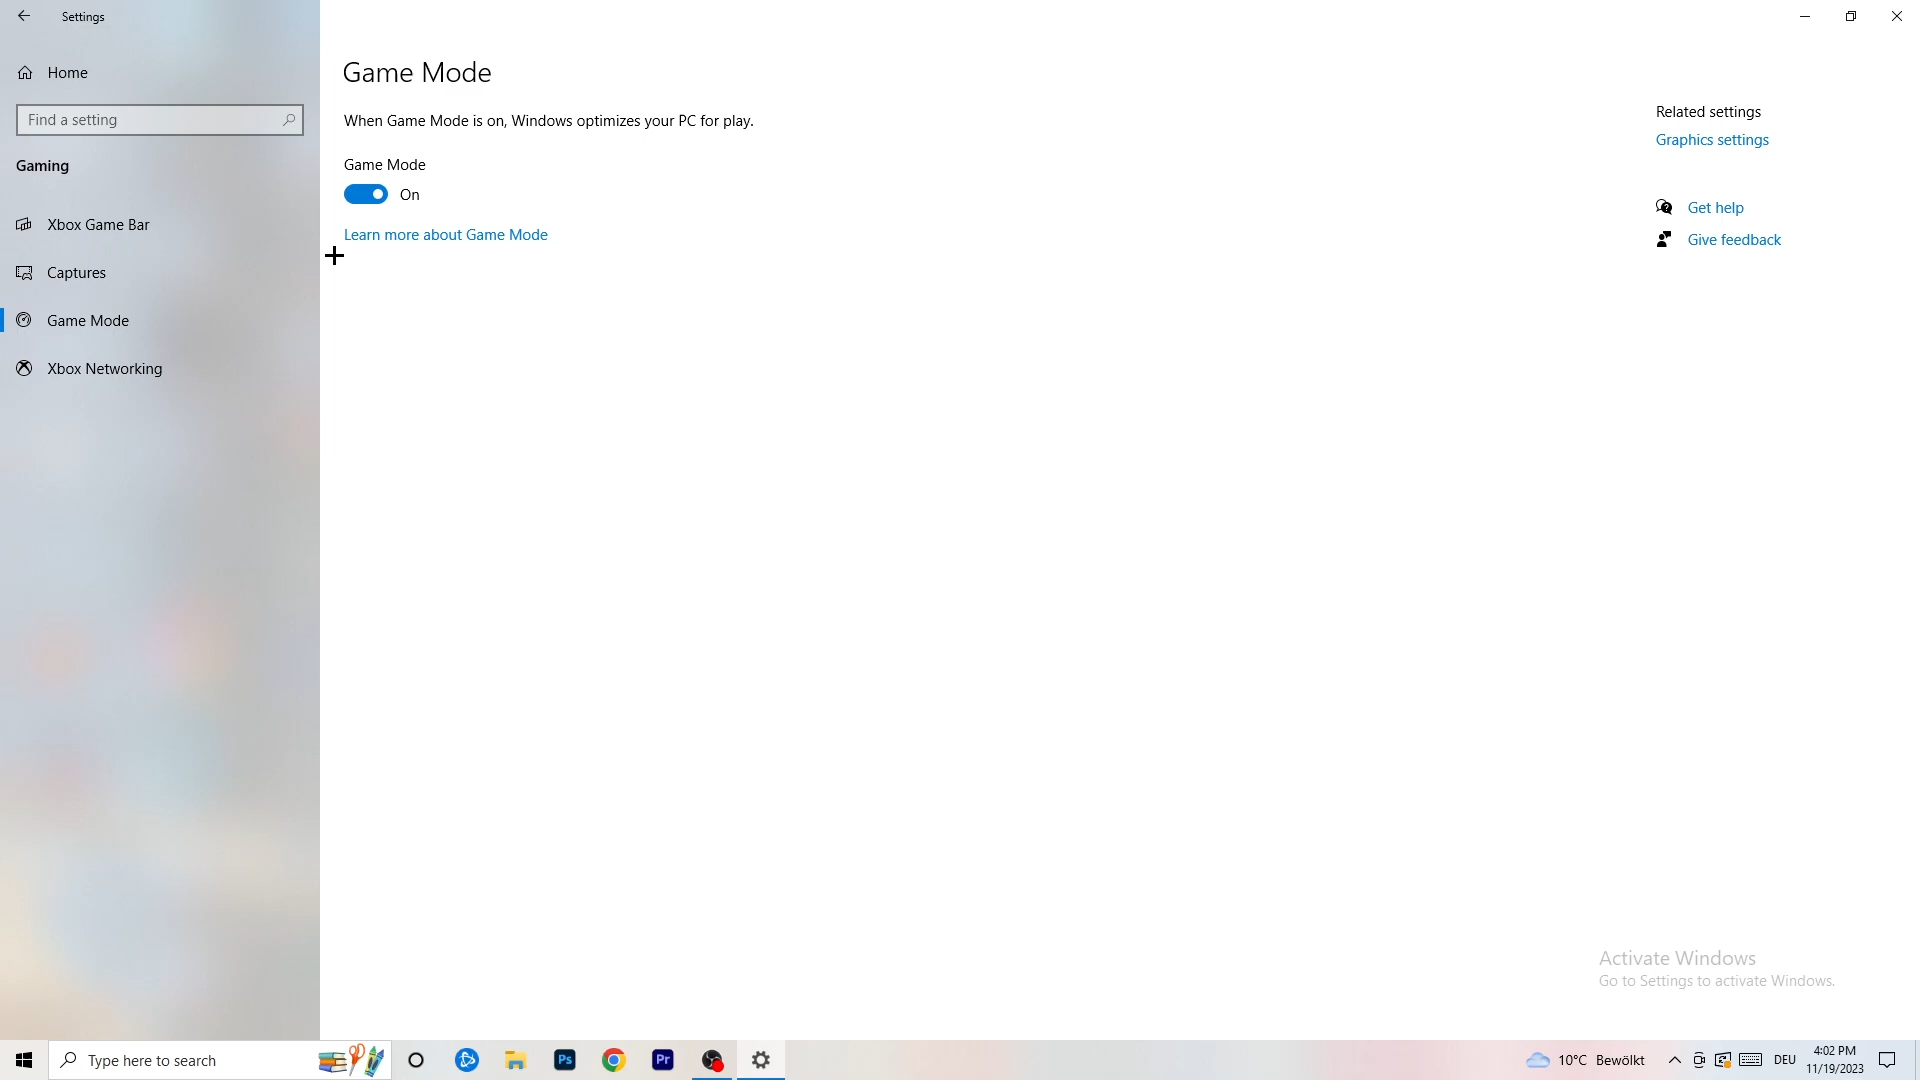 Settings
Home
Find a setting
Gaming
Xbox Game Bar
Captures
Game Mode
Xbox Networking
Game Mode
When Game Mode is on, Windows optimizes your PC for play.
Game Mode
On
Learn more about Game Mode
Related settings
Graphics settings
Get help
Give feedback
Activate Windows
Go to Settings to activate Windows.
Type here to search
Ps
Pr
10°C Bewölkt
DEU
4:02 PM
11/19/2023